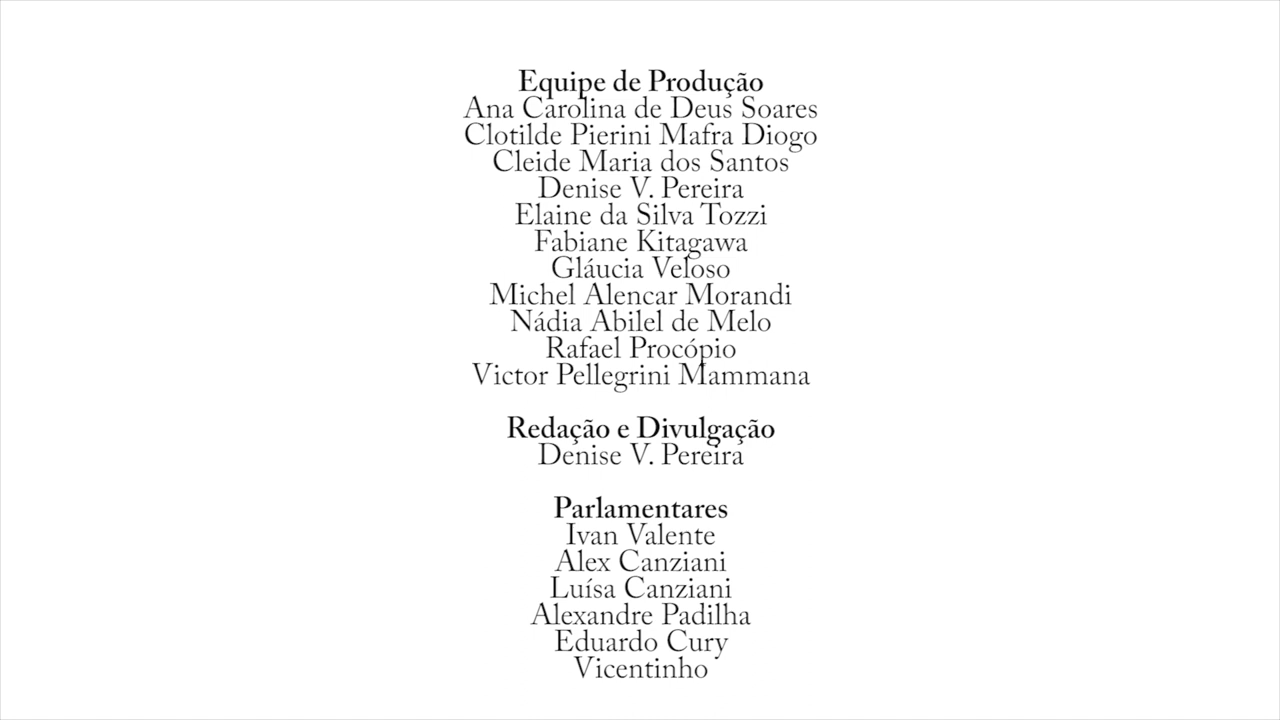 Equipe de Produção
Ana Carolina de Deus Soares
Clotilde Pierini Mafra Diogo
Cleide Maria dos Santos
Denise V. Pereira
Elaine da Silva Tozzi
Fabiane Kitagawa
Gláucia Veloso
Michel Alencar Morandi
Nádia Abilel de Melo
Rafael Procópio
Victor Pellegrini Mammana
Redação e Divulgação
Denise V. Pereira
Parlamentares
Ivan Valente
Alex Canziani
Luísa Canziani
Alexandre Padilha
Eduardo Cury
Vicentinho